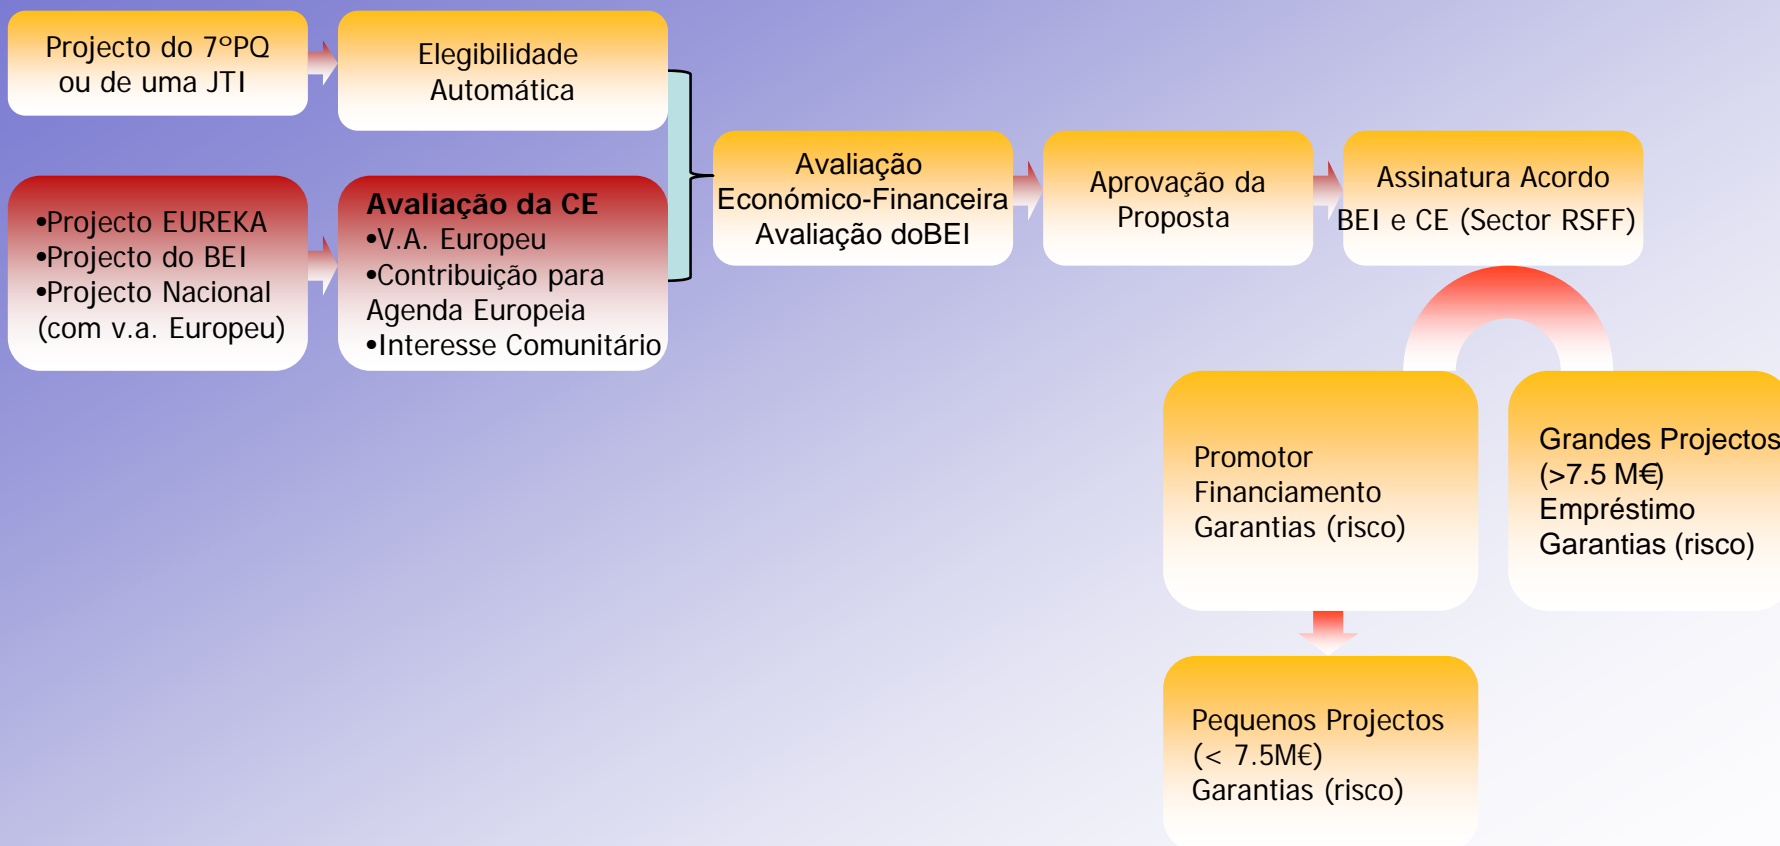 Projecto do 7ºPQ
ou de uma JTI
Elegibilidade
Automática
•Projecto EUREKA
•Projecto do BEI
•Projecto Nacional
(com v.a. Europeu)
Avaliação da CE
•V.A. Europeu
•Contribuição para
Agenda Europeia
•Interesse Comunitário
Avaliação
Económico-Financeira
Avaliação doBEI
Aprovação da
Proposta
Assinatura Acordo
BEI e CE (Sector RSFF)
Promotor
Financiamento
Garantias (risco)
Grandes Projectos
(>7.5 M€)
Empréstimo
Garantias (risco)
Pequenos Projectos
(< 7.5M€)
Garantias (risco)